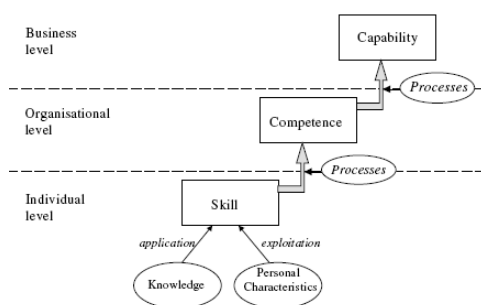 Business
level
Capability
Processes
Organisational
level
Competence
Processes
Individual
level
Skill
application
exploitation
Knowledge
Personal
Characteristics